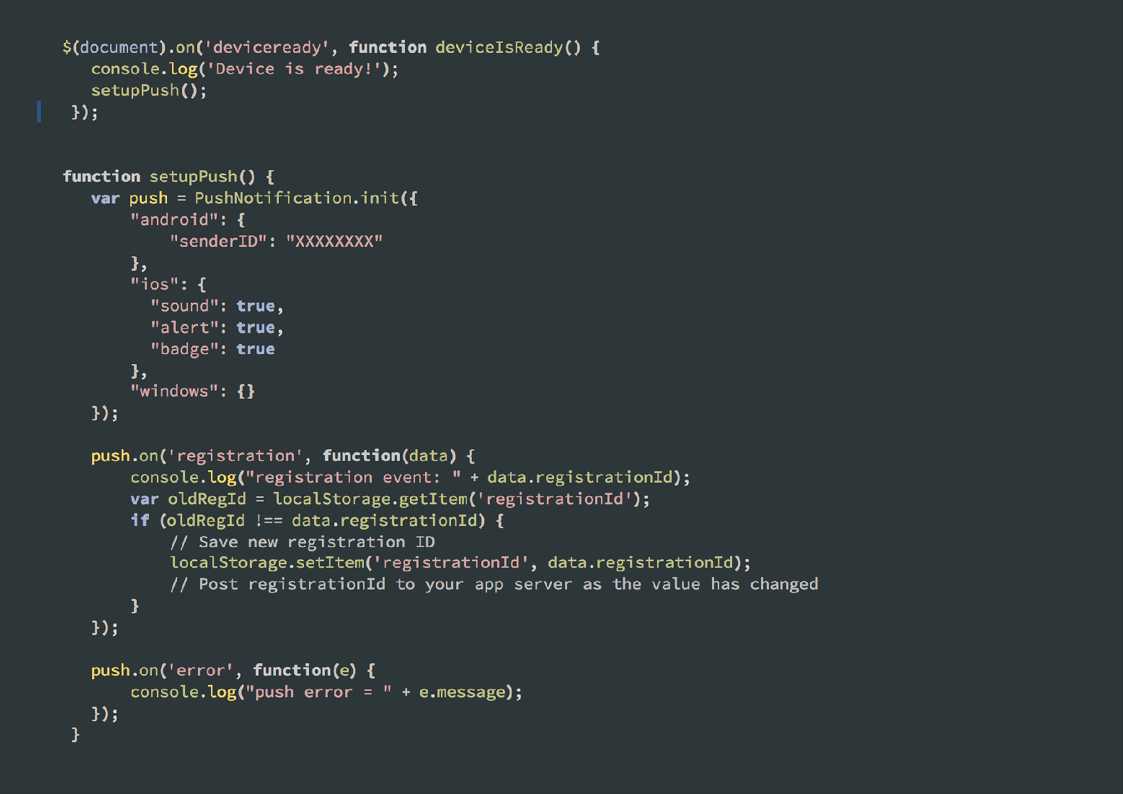 $(document).on('deviceready', function deviceIsReady() {
console.log('Device is ready!');
setupPush();
});
function setupPush() {
var push = PushNotification.init({
"android": {
"senderID": "XXXXXXXX"
},
"ios": {
"sound": true,
"alert": true,
"badge": true
},
"windows": {}
});
push.on('registration', function(data) {
console.log("registration event: " + data.registrationId);
var oldRegId = localStorage.getItem('registrationId');
if (oldRegId !== data.registrationId) {
// Save new registration ID
localStorage.setItem('registrationId', data.registrationId);
// Post registrationId to your app server as the value has changed
}
});
push.on('error', function(e) {
console.log("push error = " + e.message);
});
}